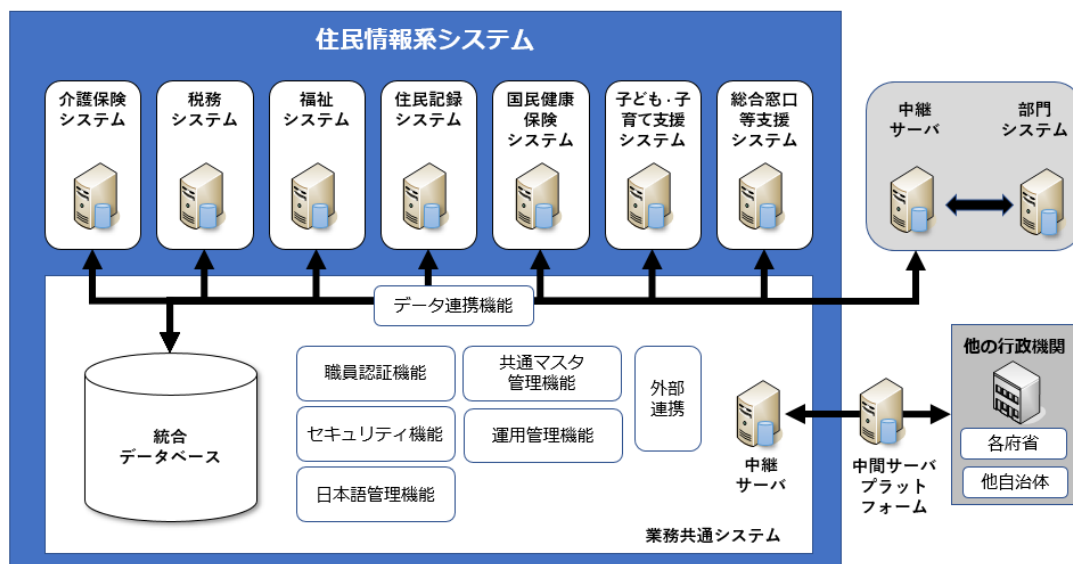 住民情報系システム
介護保険
システム
税務
システム
福祉
システム
住民記録
システム
国民健康
保険
システム
子ども・子
育て支援
システム
総合窓口
等支援
システム
中継
サーバ
部門
システム
データ連携機能
統合
データベース
職員認証機能
共通マスタ
管理機能
外部
連携
セキュリティ機能
運用管理機能
日本語管理機能
中継
サーバ
業務共通システム
中間サーバ
プラット
フォーム
他の行政機関
各府省
他自治体